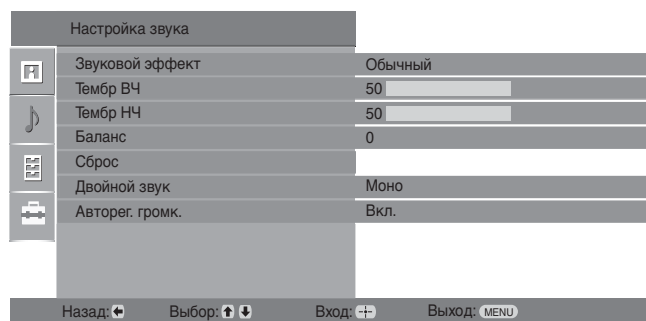 Настройка звука
Звуковой эффект Обычный
Тембр ВЧ 50
Тембр НЧ 50
Баланс 0
Сброс
Двойной звук Моно
Авторег. громк. Вкл.
Назад: Выбор: Вход: Выход: MENU